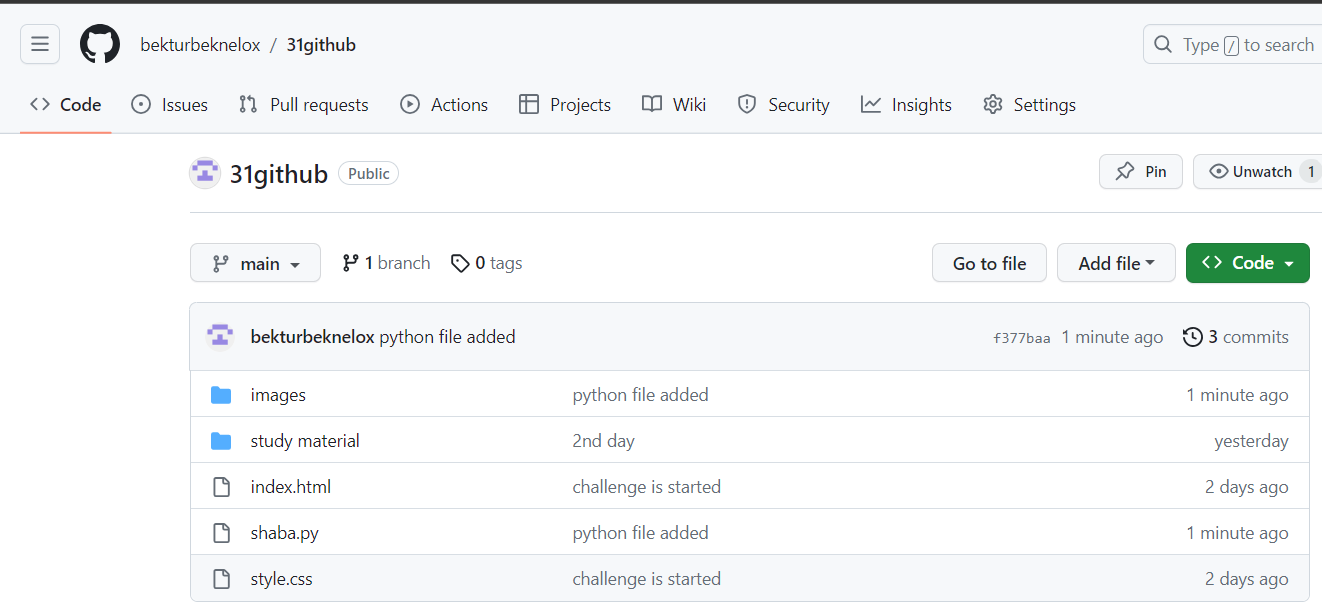 bekturbeknelox / 31github
Type / to search
Code Issues Pull requests Actions Projects Wiki Security Insights Settings
31github Public
Pin Unwatch 1
main 1 branch 0 tags Go to file Add file Code
bekturbeknelox python file added f377baa 1 minute ago 3 commits
images python file added 1 minute ago
study material 2nd day yesterday
index.html challenge is started 2 days ago
shaba.py python file added 1 minute ago
style.css challenge is started 2 days ago